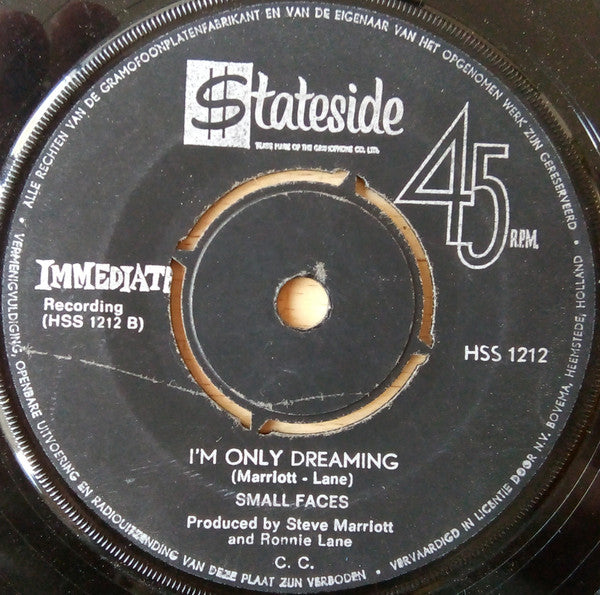 ALLE RECHTEN VAN DE GRAMOFOONPLATENFABRIKANT EN VAN DE EIGENAAR VAN HET OPGENOMEN WERK ZIJN GERESERVEERD
$tateside
TRADE MARK OF THE GRAMOPHONE CO. LTD.
45
R.P.M.
IMMEDIATE
Recording
(HSS 1212 B)
HSS 1212
I'M ONLY DREAMING
(Marriott - Lane)
SMALL FACES
Produced by Steve Marriott
and Ronnie Lane
C. C.
• VERMENIGVULDIGING, OPENBARE UITVOERING EN RADIOUITZENDING VAN DEZE PLAAT ZIJN VERBODEN •
VERVAARDIGD IN LICENTIE DOOR N.V. BOVEMA, HEEMSTEDE, HOLLAND •